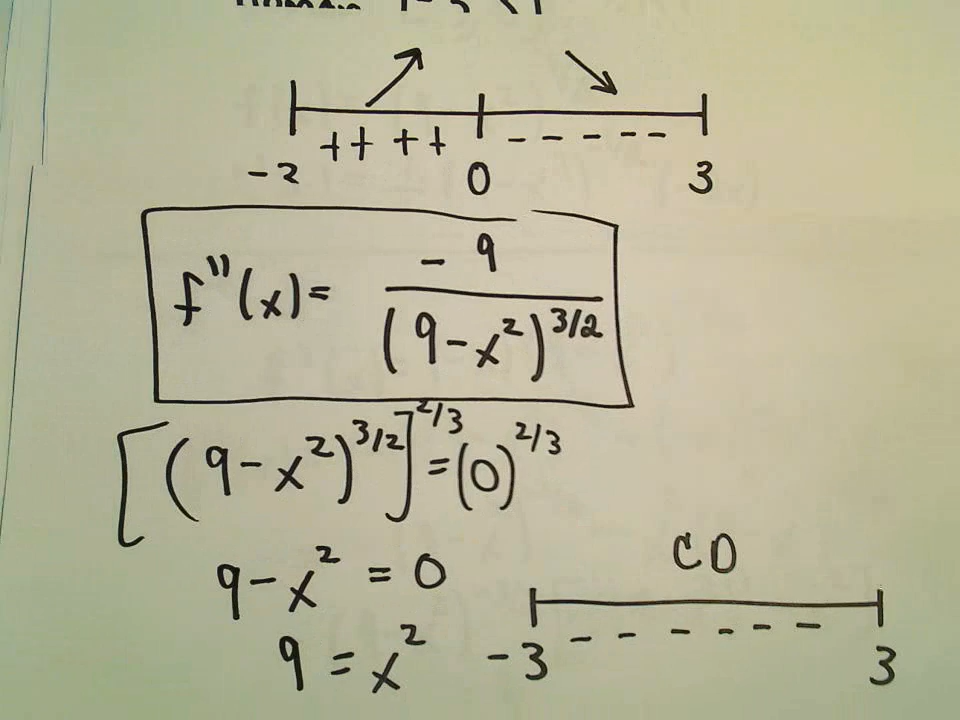 ++ ++ - - - - -
-2 0 3
f''(x) = -9 / (9-x²)^3/2
[(9-x²)^3/2]^2/3 = (0)^2/3
9-x² = 0
CD
9 = x²
- - - - - -
-3 3